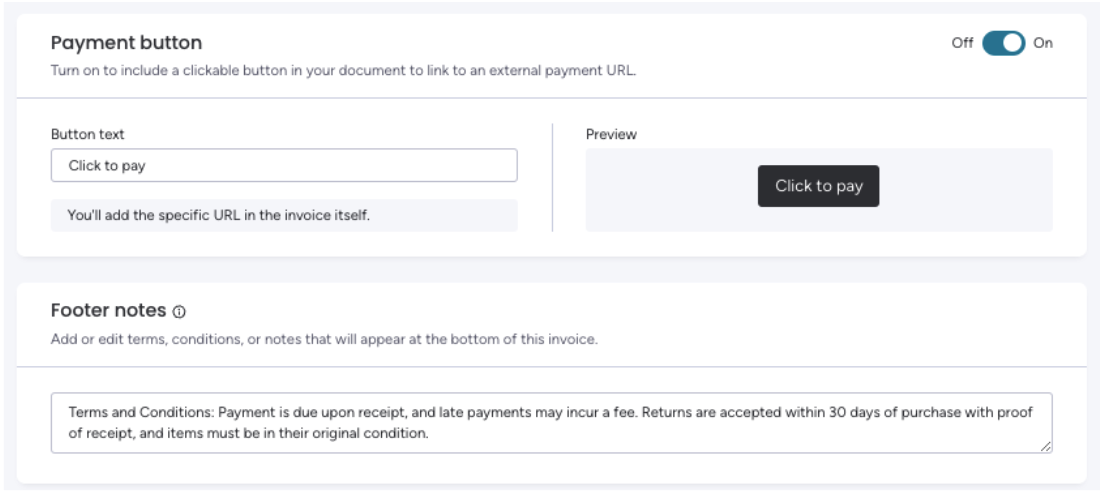 Payment button
Off On
Turn on to include a clickable button in your document to link to an external payment URL.
Button text
Click to pay
You'll add the specific URL in the invoice itself.
Preview
Click to pay
Footer notes
Add or edit terms, conditions, or notes that will appear at the bottom of this invoice.
Terms and Conditions: Payment is due upon receipt, and late payments may incur a fee. Returns are accepted within 30 days of purchase with proof
of receipt, and items must be in their original condition.